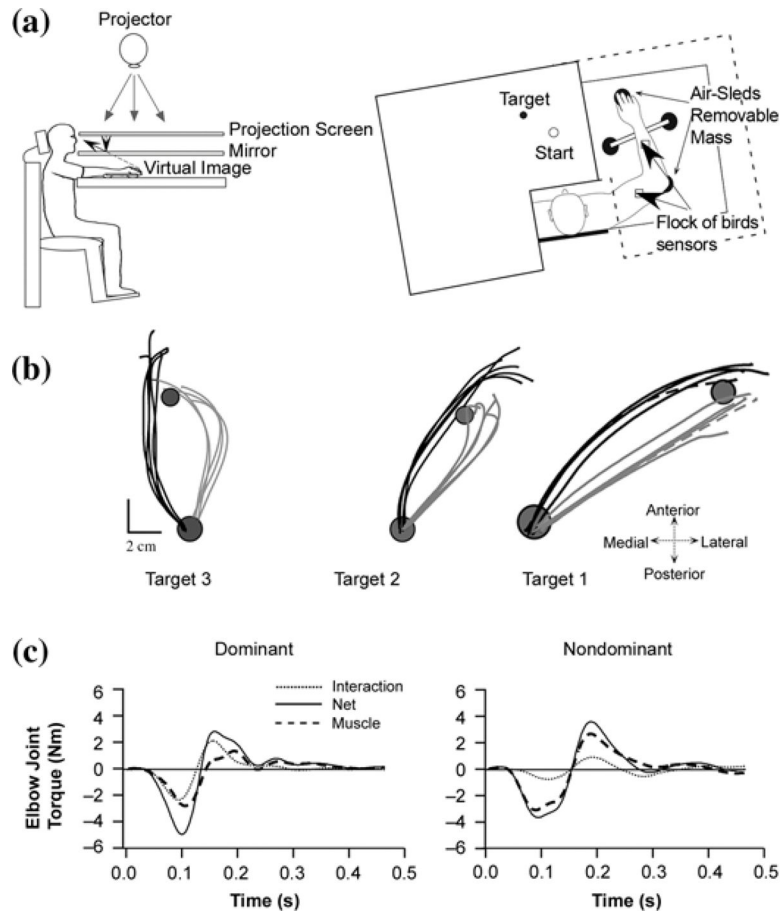 (a)
Projector
Projection Screen
Mirror
Virtual Image
Target
Start
Air-Sleds
Removable
Mass
Flock of birds
sensors
(b)
2 cm
Target 3
Target 2
Target 1
Anterior
Medial
Lateral
Posterior
(c)
Dominant
Nondominant
Interaction
Net
Muscle
Elbow Joint
Torque (Nm)
6
4
2
0
–2
–4
–6
0.0 0.1 0.2 0.3 0.4 0.5
Time (s)
6
4
2
0
–2
–4
–6
0.0 0.1 0.2 0.3 0.4 0.5
Time (s)